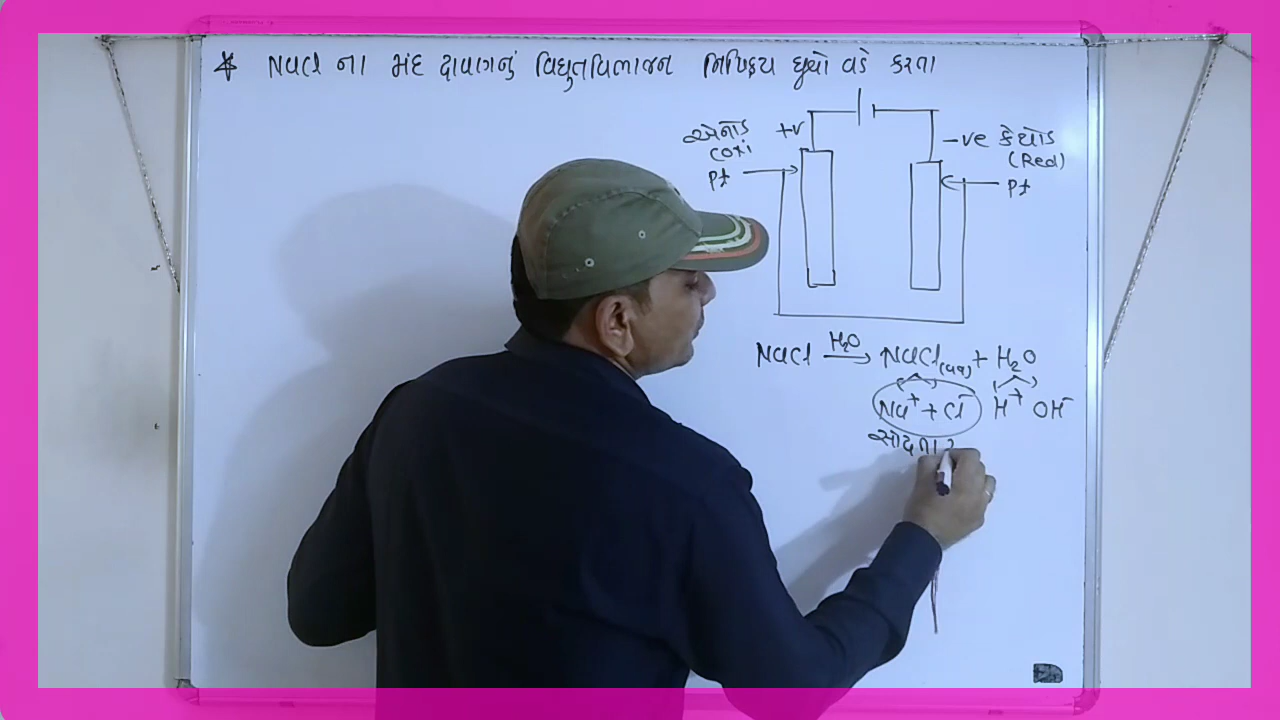 * NaCl ના મંદ દ્રાવણનું વિદ્યુતવિભાજન નિષ્ક્રિય ધ્રુવો વડે કરતા
એનોડ +v
(oxi
Pt
-ve કેથોડ
(Red)
Pt
NaCl H₂O → NaCl(aq) + H₂O
Na⁺ + Cl⁻ H⁺ OH⁻
સાંદ્રતા